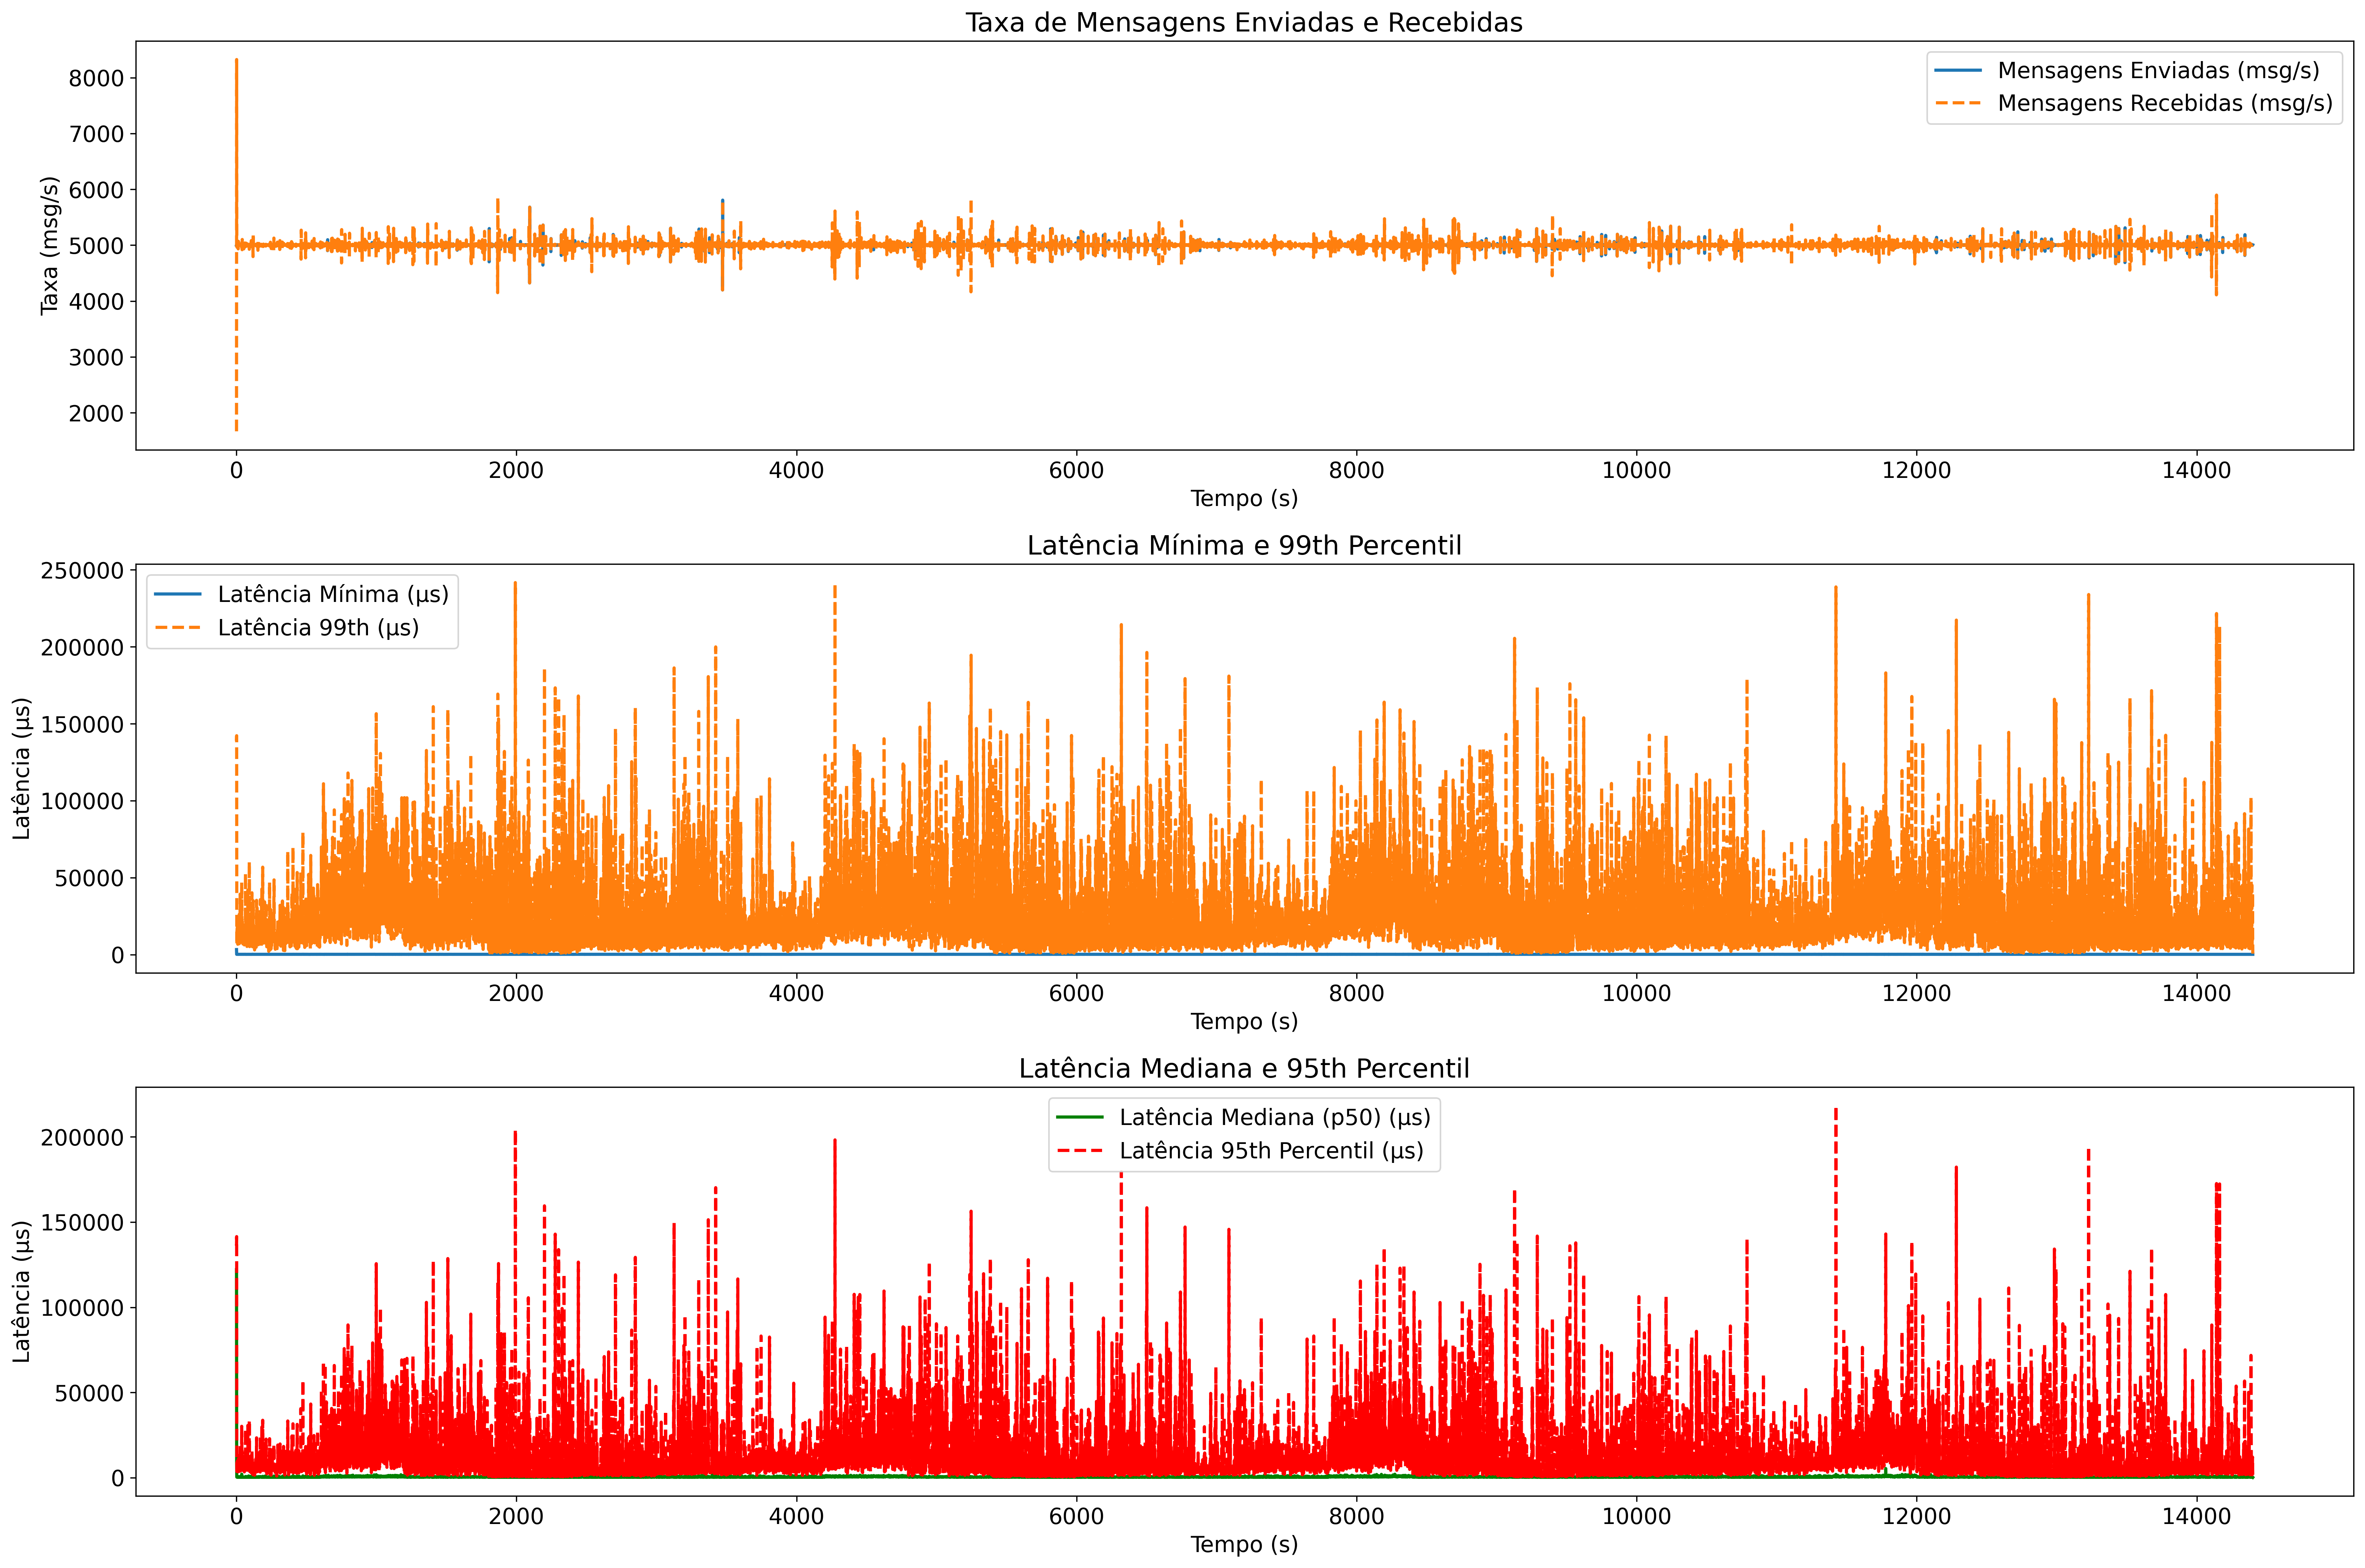 Taxa de Mensagens Enviadas e Recebidas
Mensagens Enviadas (msg/s)
Mensagens Recebidas (msg/s)
Taxa (msg/s)
8000
7000
6000
5000
4000
3000
2000
0 2000 4000 6000 8000 10000 12000 14000
Tempo (s)
Latência Mínima e 99th Percentil
Latência Mínima (μs)
Latência 99th (μs)
Latência (μs)
250000
200000
150000
100000
50000
0
0 2000 4000 6000 8000 10000 12000 14000
Tempo (s)
Latência Mediana e 95th Percentil
Latência Mediana (p50) (μs)
Latência 95th Percentil (μs)
Latência (μs)
200000
150000
100000
50000
0
0 2000 4000 6000 8000 10000 12000 14000
Tempo (s)